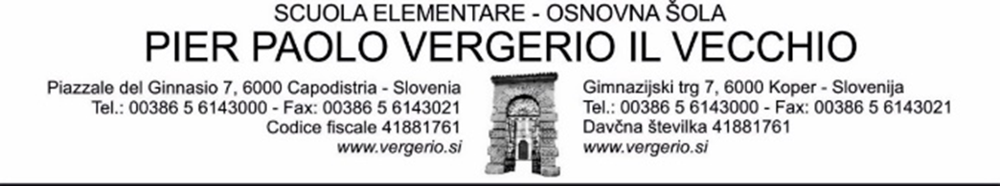 SCUOLA ELEMENTARE - OSNOVNA ŠOLA
PIER PAOLO VERGERIO IL VECCHIO
Piazzale del Ginnasio 7, 6000 Capodistria - Slovenia
Tel.: 00386 5 6143000 - Fax: 00386 5 6143021
Codice fiscale 41881761
www.vergerio.si
Gimnazijski trg 7, 6000 Koper - Slovenija
Tel.: 00386 5 6143000 - Fax: 00386 5 6143021
Davčna številka 41881761
www.vergerio.si